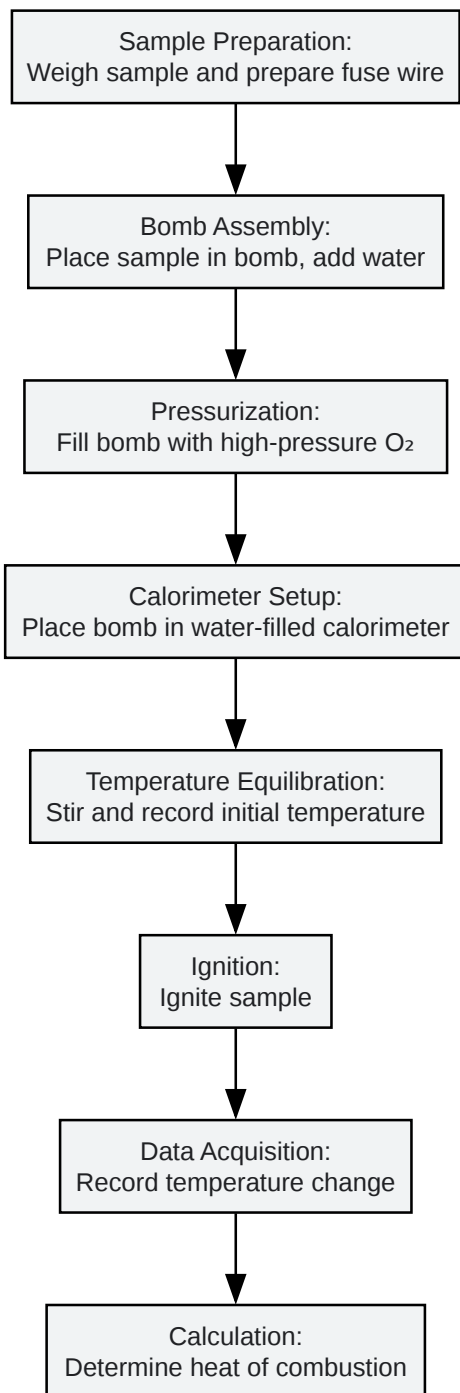 Sample Preparation:
Weigh sample and prepare fuse wire
Bomb Assembly:
Place sample in bomb, add water
Pressurization:
Fill bomb with high-pressure O₂
Calorimeter Setup:
Place bomb in water-filled calorimeter
Temperature Equilibration:
Stir and record initial temperature
Ignition:
Ignite sample
Data Acquisition:
Record temperature change
Calculation:
Determine heat of combustion